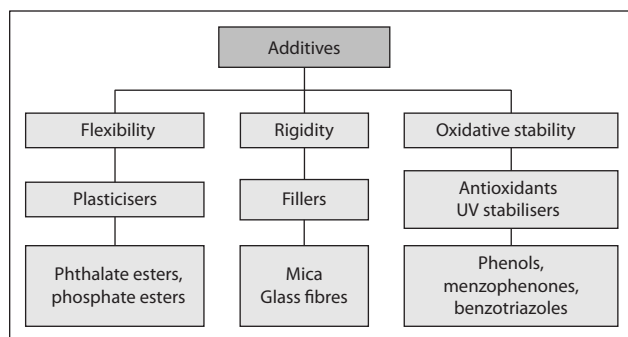 Additives
Flexibility
Rigidity
Oxidative stability
Plasticisers
Fillers
Antioxidants
UV stabilisers
Phthalate esters,
phosphate esters
Mica
Glass fibres
Phenols,
menzophenones,
benzotriazoles